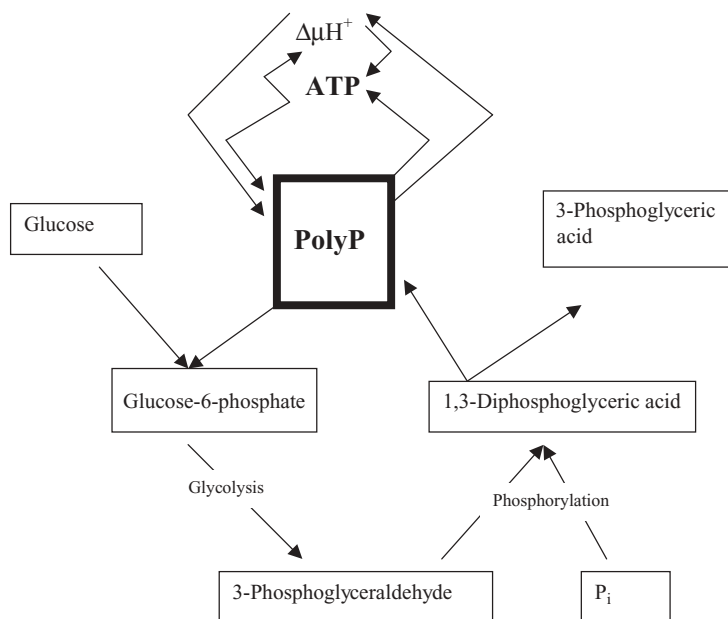 ΔμH⁺
ATP
PolyP
Glucose
3-Phosphoglyceric
acid
Glucose-6-phosphate
1,3-Diphosphoglyceric acid
Glycolysis
Phosphorylation
3-Phosphoglyceraldehyde
Pᵢ